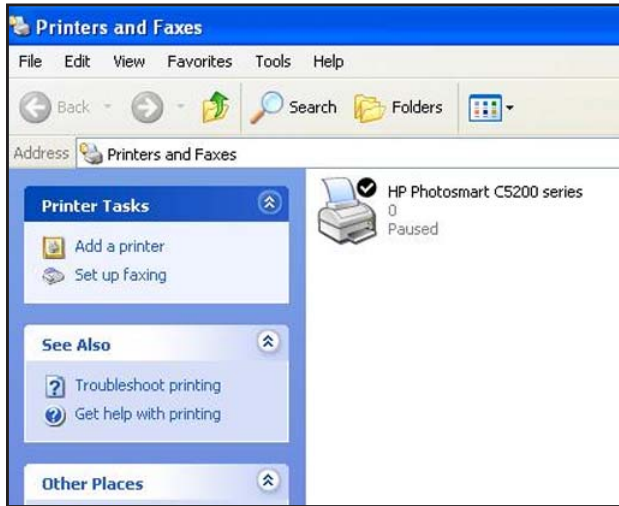 Printers and Faxes
File Edit View Favorites Tools Help
Back Search Folders
Address Printers and Faxes
Printer Tasks
Add a printer
Set up faxing
See Also
Troubleshoot printing
Get help with printing
Other Places
HP Photosmart C5200 series
0
Paused